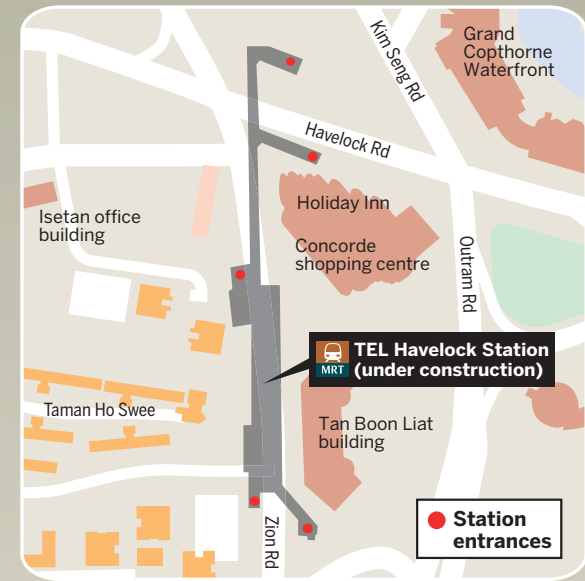 Grand
Copthorne
Waterfront
Kim Seng Rd
Havelock Rd
Holiday Inn
Isetan office
building
Concorde
shopping centre
Outram Rd
MRT
TEL Havelock Station
(under construction)
Taman Ho Swee
Tan Boon Liat
building
Zion Rd
Station
entrances